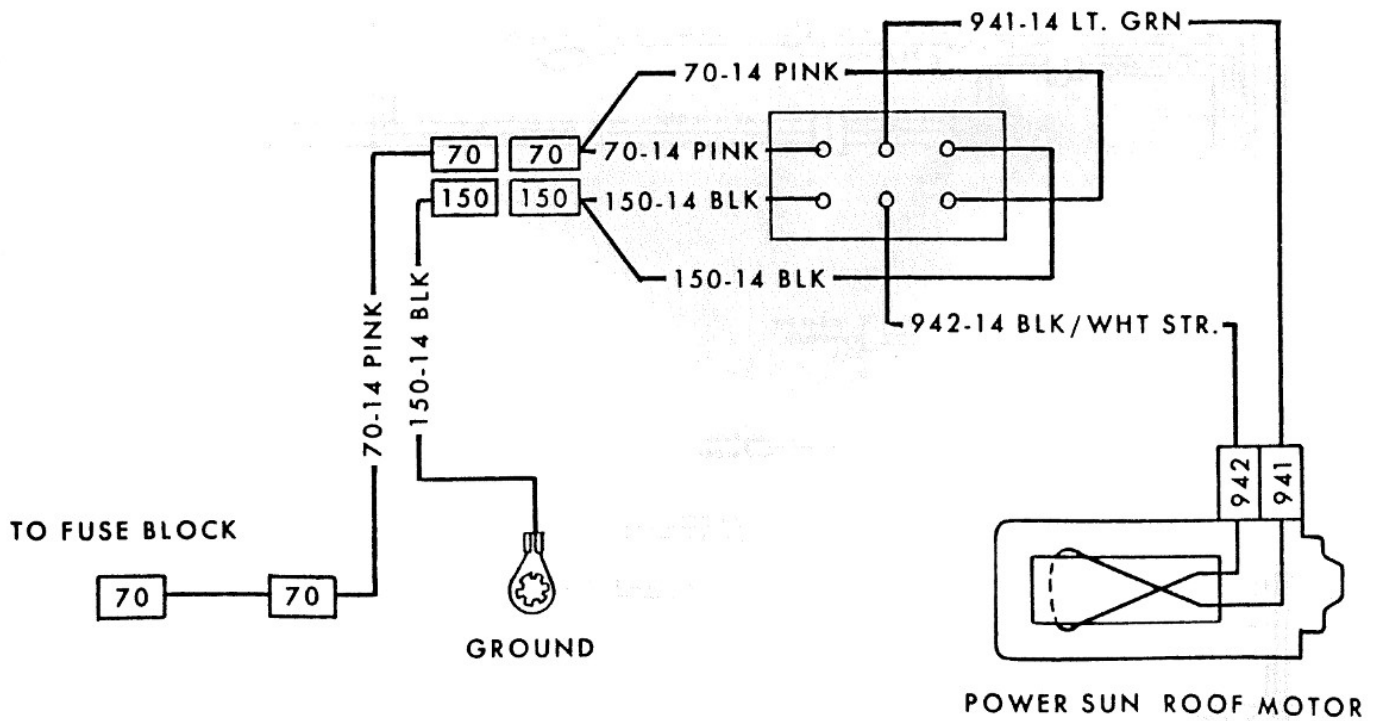 941-14 LT. GRN
70-14 PINK
70 70 70-14 PINK
150 150 150-14 BLK
150-14 BLK
942-14 BLK/WHT STR.
70-14 PINK
150-14 BLK
942
941
TO FUSE BLOCK
70 70
GROUND
POWER SUN ROOF MOTOR